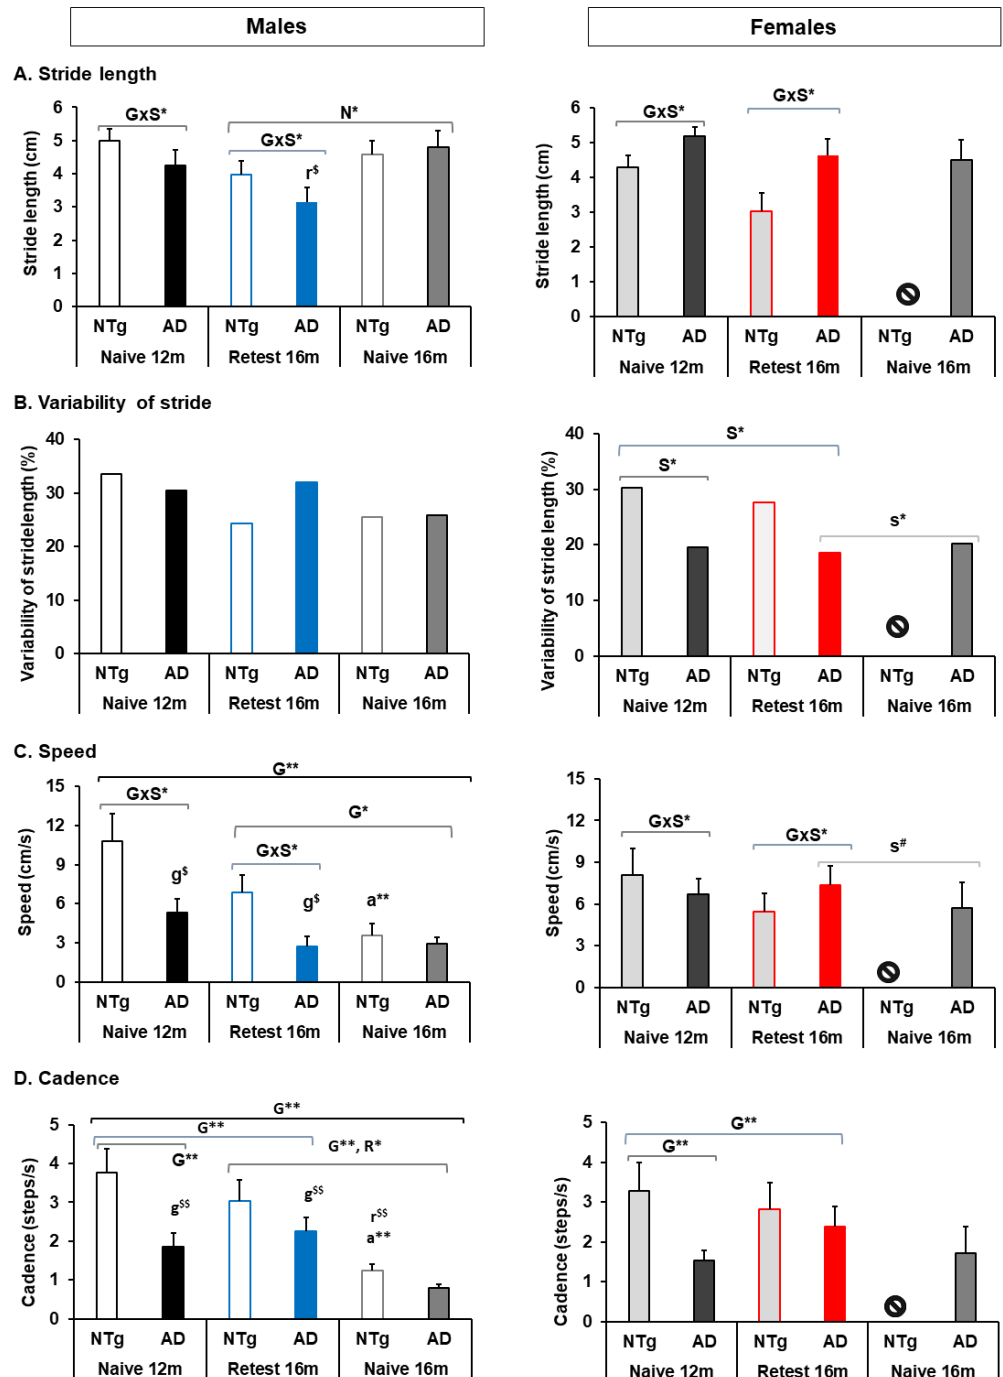 Males
Females
A. Stride length
Stride length (cm)
6
5
4
3
2
1
0
GxS*
N*
GxS*
r$
NTg AD NTg AD NTg AD
Naive 12m Retest 16m Naive 16m
Stride length (cm)
6
5
4
3
2
1
0
GxS*
GxS*
NTg AD NTg AD NTg AD
Naive 12m Retest 16m Naive 16m
B. Variability of stride
Variability of stridelength (%)
40
30
20
10
0
NTg AD NTg AD NTg AD
Naive 12m Retest 16m Naive 16m
Variability of stride length (%)
40
30
20
10
0
S*
S*
s*
NTg AD NTg AD NTg AD
Naive 12m Retest 16m Naive 16m
C. Speed
Speed (cm/s)
15
12
9
6
3
0
G**
GxS*
G*
GxS*
g$
g$
a**
NTg AD NTg AD NTg AD
Naive 12m Retest 16m Naive 16m
Speed (cm/s)
15
12
9
6
3
0
GxS*
GxS*
s#
NTg AD NTg AD NTg AD
Naive 12m Retest 16m Naive 16m
D. Cadence
Cadence (steps/s)
5
4
3
2
1
0
G**
G**
G**, R*
G**
g$$
g$$
r$$
a**
NTg AD NTg AD NTg AD
Naive 12m Retest 16m Naive 16m
Cadence (steps/s)
5
4
3
2
1
0
G**
G**
NTg AD NTg AD NTg AD
Naive 12m Retest 16m Naive 16m